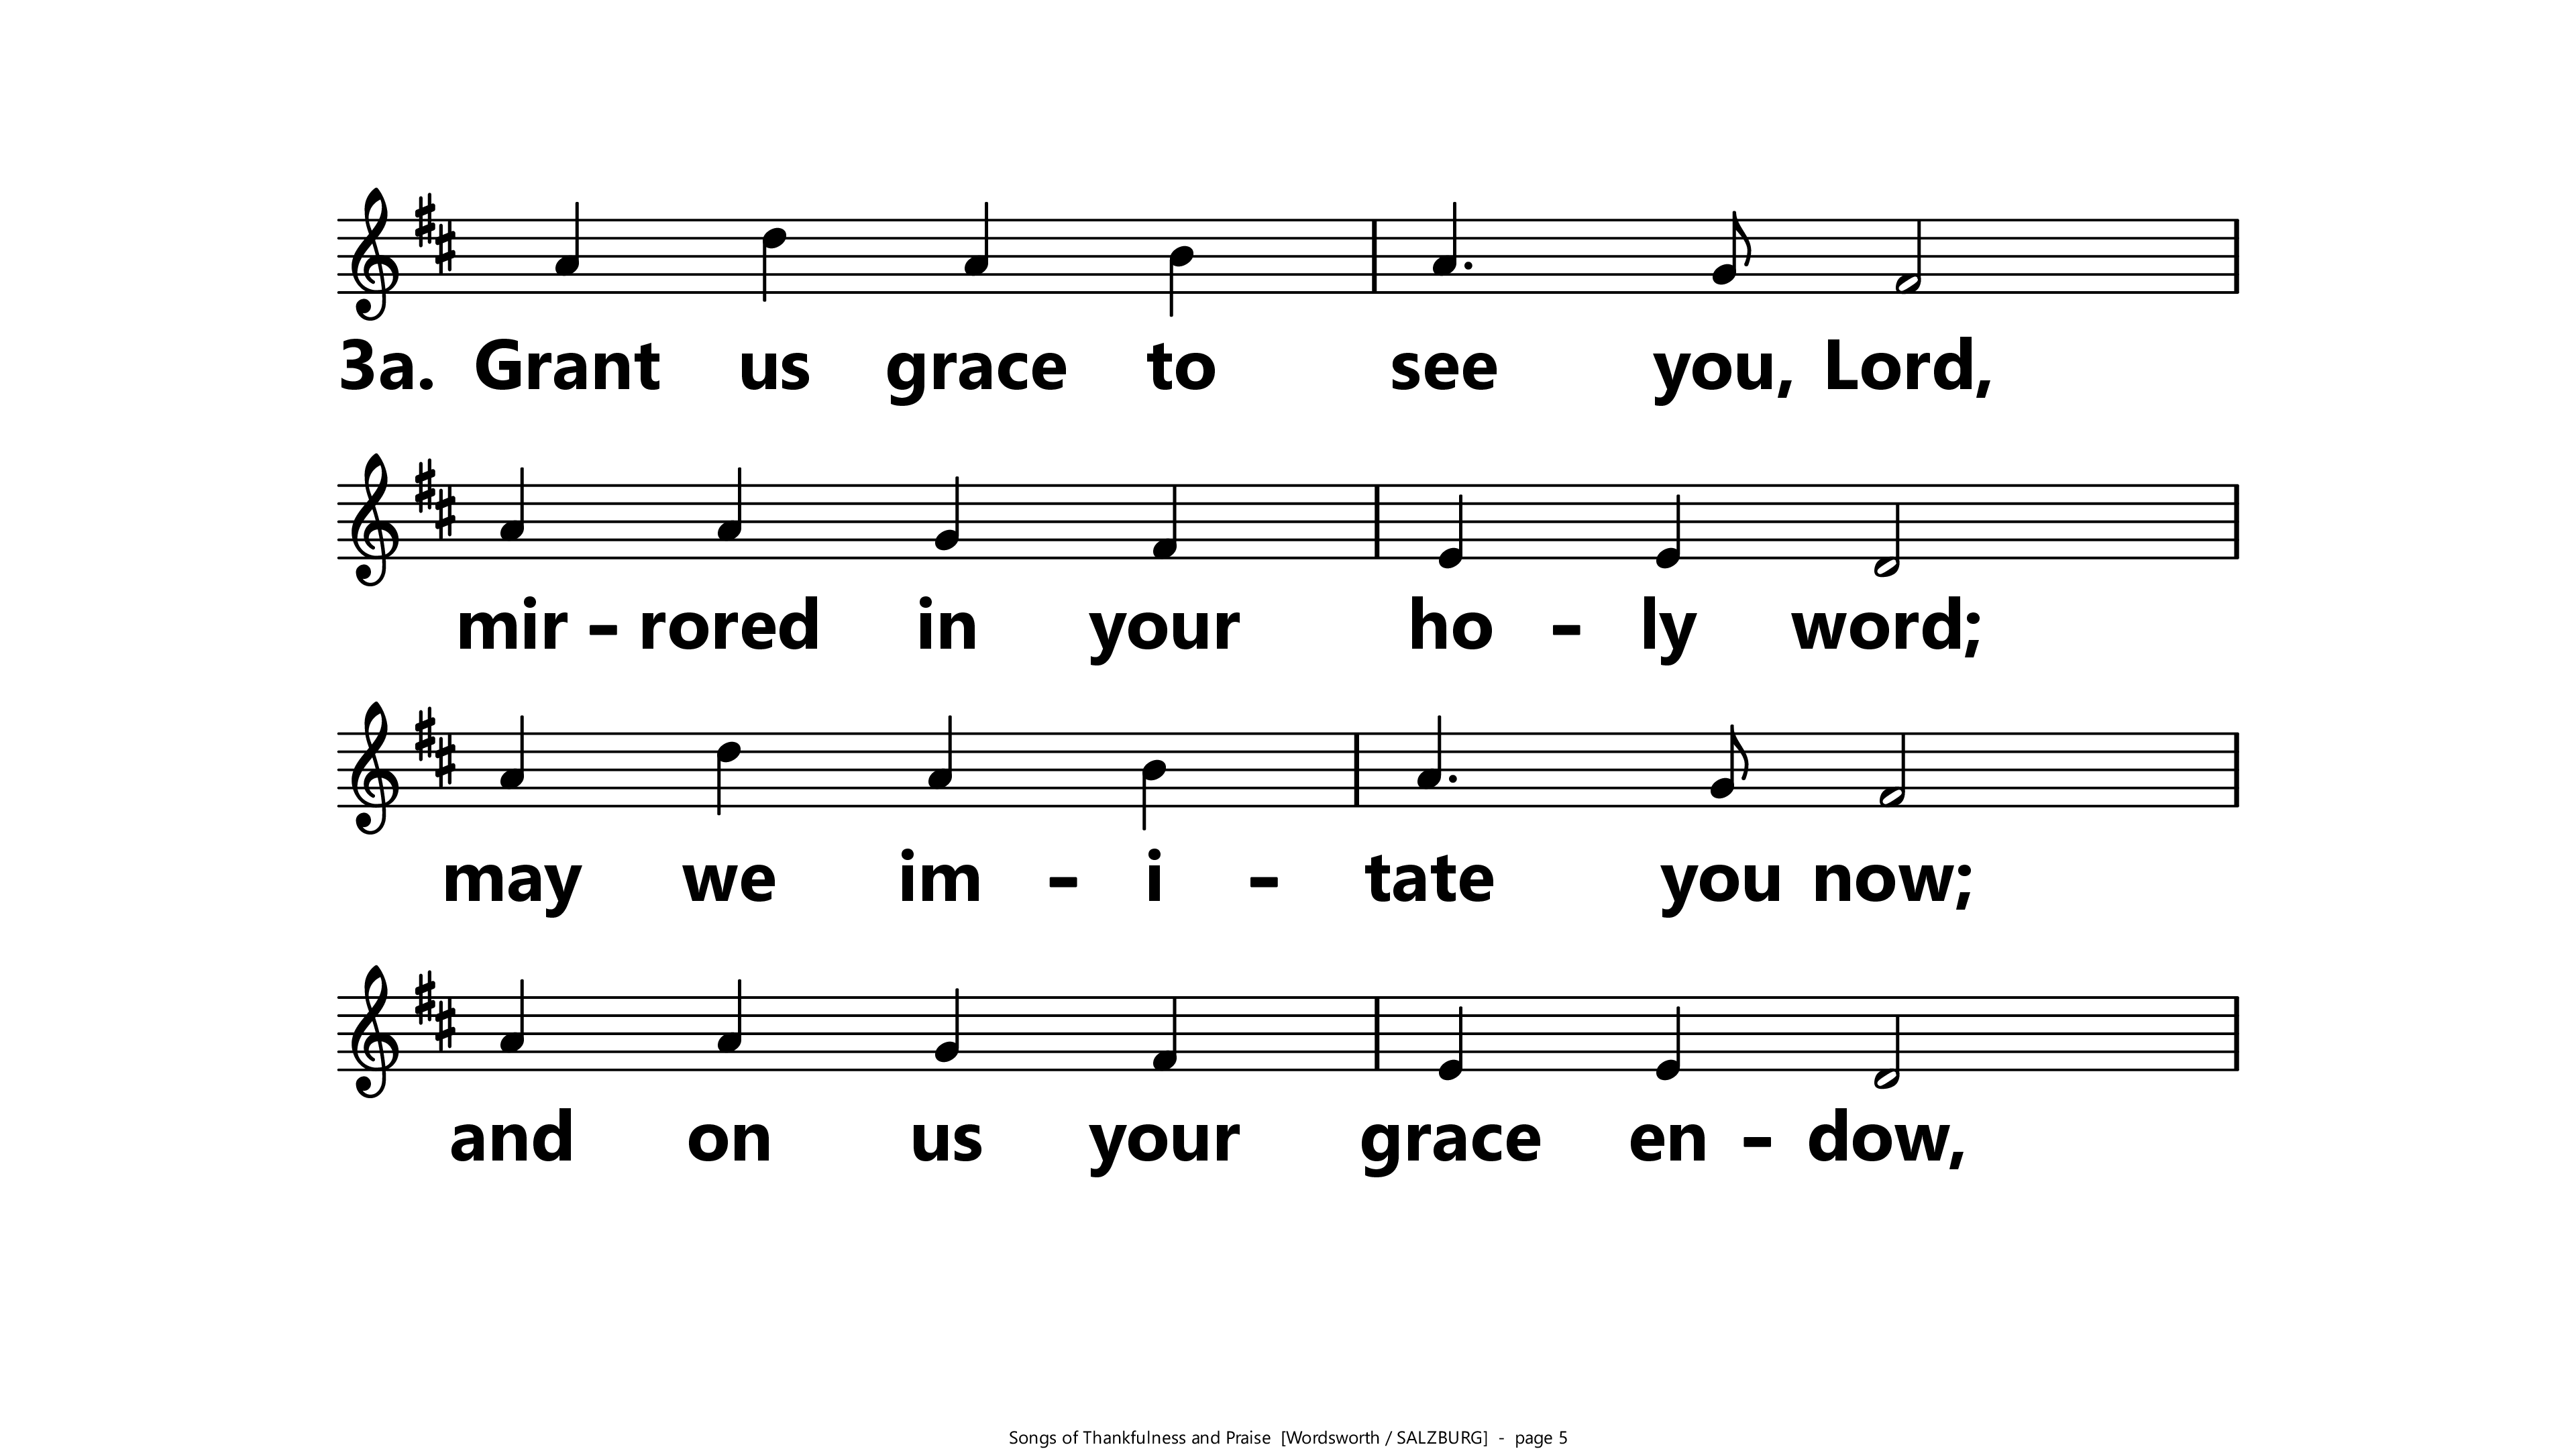 3a. Grant us grace to see you, Lord,
mir - rored in your ho - ly word;
may we im - i - tate you now;
and on us your grace en - dow,
Songs of Thankfulness and Praise [Wordsworth / SALZBURG] - page 5